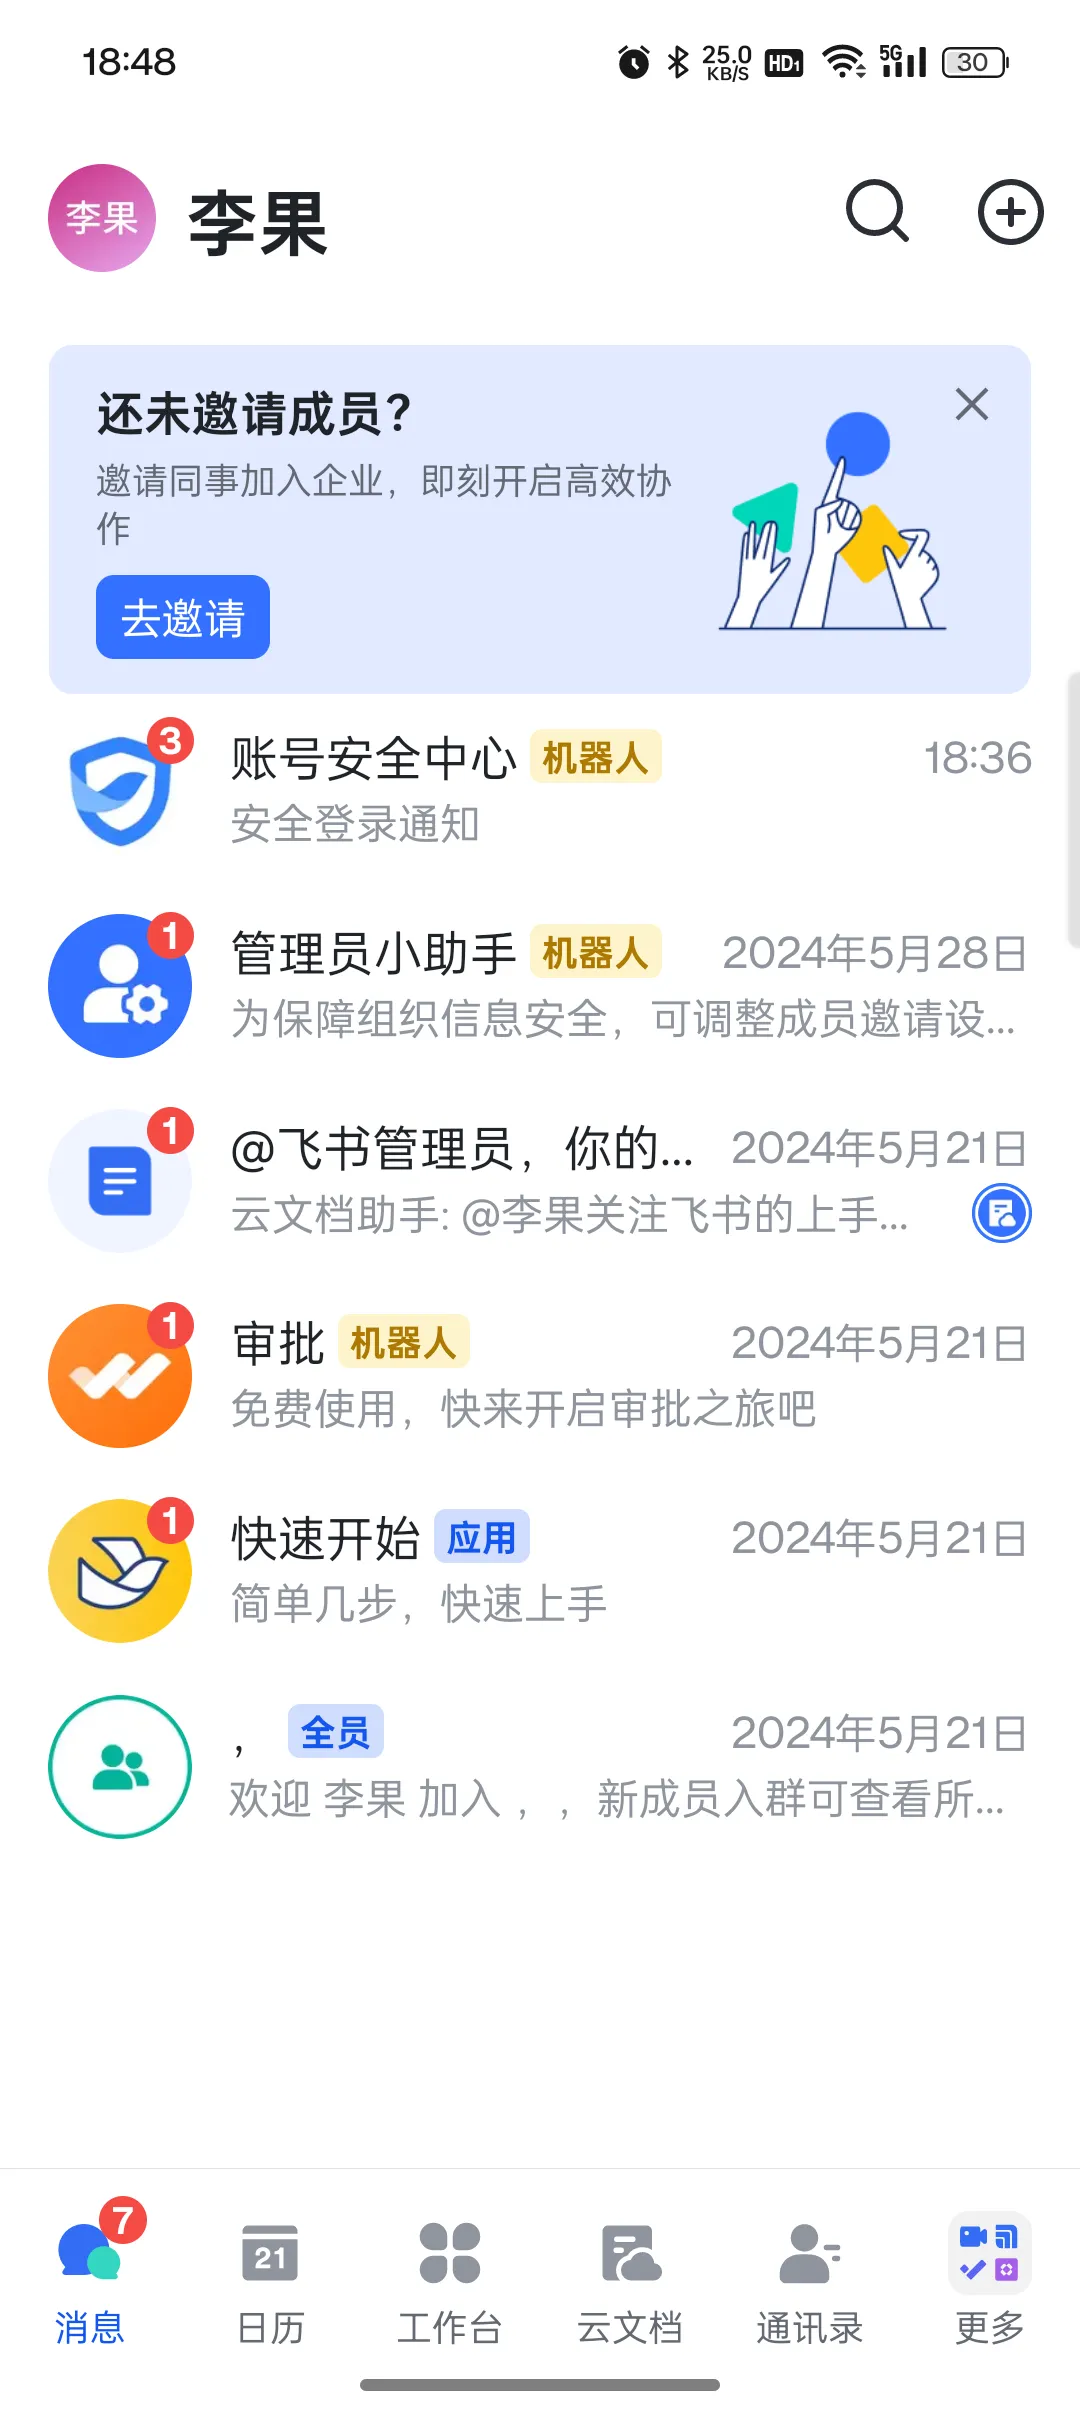 18:48
25.0
KB/S
HD1
5G
30
李果
李果
还未邀请成员?
邀请同事加入企业，即刻开启高效协
作
去邀请
3
账号安全中心 机器人 18:36
安全登录通知
1
管理员小助手 机器人 2024年5月28日
为保障组织信息安全，可调整成员邀请设...
1
@飞书管理员，你的... 2024年5月21日
云文档助手: @李果关注飞书的上手...
1
审批 机器人 2024年5月21日
免费使用，快来开启审批之旅吧
1
快速开始 应用 2024年5月21日
简单几步，快速上手
， 全员 2024年5月21日
欢迎 李果 加入 ，，新成员入群可查看所...
7
21
消息 日历 工作台 云文档 通讯录 更多